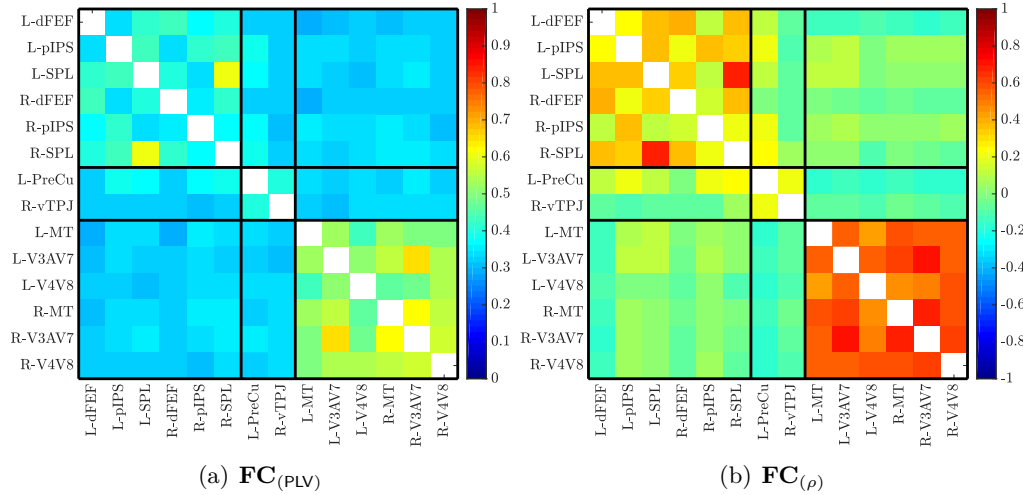 L-dFEF
L-pIPS
L-SPL
R-dFEF
R-pIPS
R-SPL
L-PreCu
R-vTPJ
L-MT
L-V3AV7
L-V4V8
R-MT
R-V3AV7
R-V4V8
L-dFEF
L-pIPS
L-SPL
R-dFEF
R-pIPS
R-SPL
L-PreCu
R-vTPJ
L-MT
L-V3AV7
L-V4V8
R-MT
R-V3AV7
R-V4V8
1
0.9
0.8
0.7
0.6
0.5
0.4
0.3
0.2
0.1
0
(a) FC(PLV)
L-dFEF
L-pIPS
L-SPL
R-dFEF
R-pIPS
R-SPL
L-PreCu
R-vTPJ
L-MT
L-V3AV7
L-V4V8
R-MT
R-V3AV7
R-V4V8
L-dFEF
L-pIPS
L-SPL
R-dFEF
R-pIPS
R-SPL
L-PreCu
R-vTPJ
L-MT
L-V3AV7
L-V4V8
R-MT
R-V3AV7
R-V4V8
1
0.8
0.6
0.4
0.2
0
-0.2
-0.4
-0.6
-0.8
-1
(b) FC(ρ)